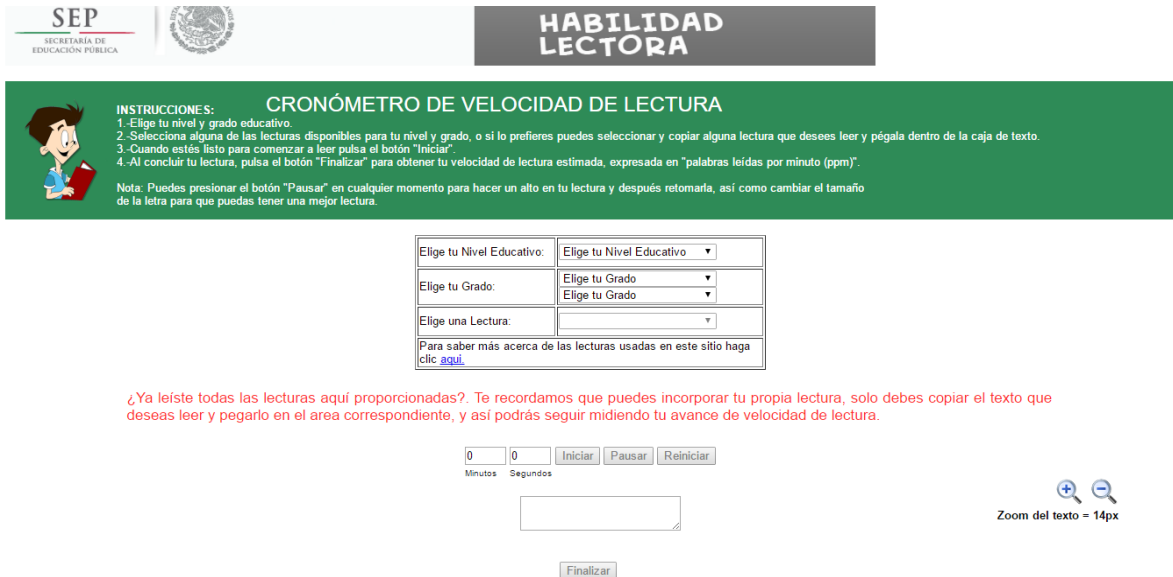 SEP
SECRETARÍA DE
EDUCACIÓN PÚBLICA
HABILIDAD
LECTORA
CRONÓMETRO DE VELOCIDAD DE LECTURA
INSTRUCCIONES:
1.-Elige tu nivel y grado educativo.
2.-Selecciona alguna de las lecturas disponibles para tu nivel y grado, o si lo prefieres puedes seleccionar y copiar alguna lectura que desees leer y pégala dentro de la caja de texto.
3.-Cuando estés listo para comenzar a leer pulsa el botón "Iniciar".
4.-Al concluir tu lectura, pulsa el botón "Finalizar" para obtener tu velocidad de lectura estimada, expresada en "palabras leídas por minuto (ppm)".
Nota: Puedes presionar el botón "Pausar" en cualquier momento para hacer un alto en tu lectura y después retomarla, así como cambiar el tamaño
de la letra para que puedas tener una mejor lectura.
Elige tu Nivel Educativo: Elige tu Nivel Educativo
Elige tu Grado: Elige tu Grado
Elige tu Grado
Elige una Lectura:
Para saber más acerca de las lecturas usadas en este sitio haga
clic aquí.
¿Ya leíste todas las lecturas aquí proporcionadas?. Te recordamos que puedes incorporar tu propia lectura, solo debes copiar el texto que
deseas leer y pegarlo en el area correspondiente, y así podrás seguir midiendo tu avance de velocidad de lectura.
0 0 Iniciar Pausar Reiniciar
Minutos Segundos
Zoom del texto = 14px
Finalizar